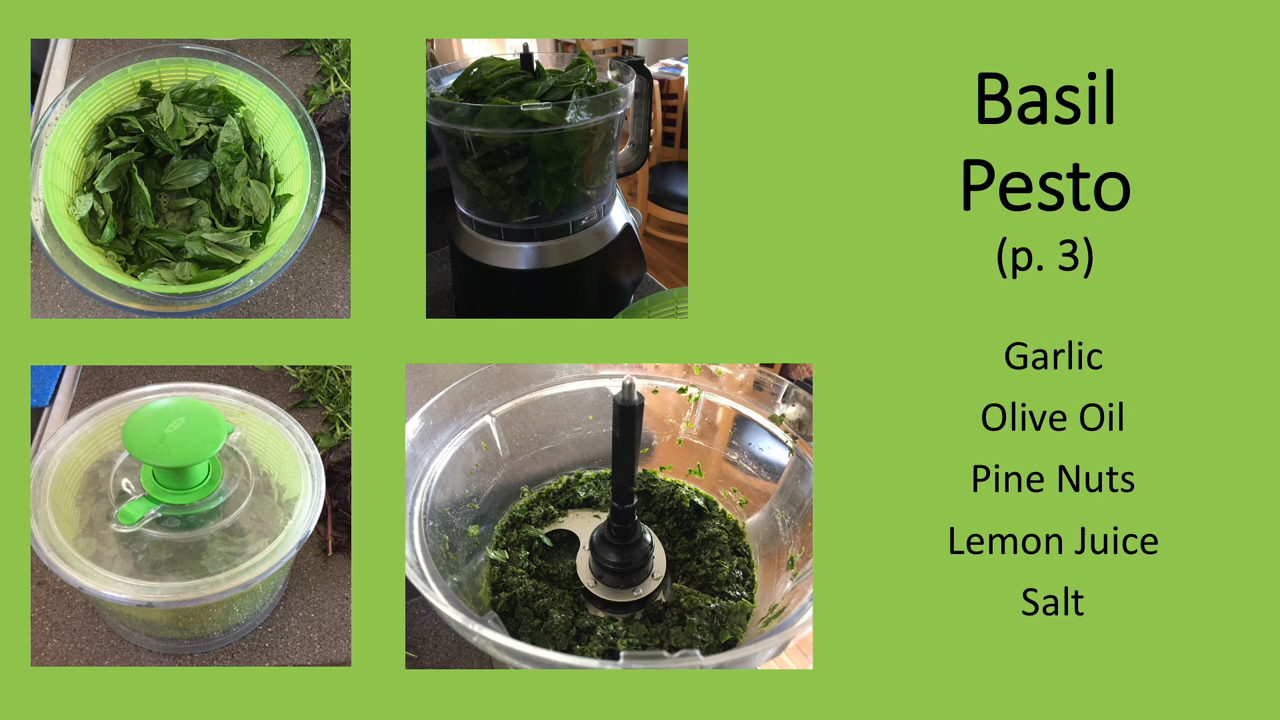 Basil
Pesto
(p. 3)
Garlic
Olive Oil
Pine Nuts
Lemon Juice
Salt